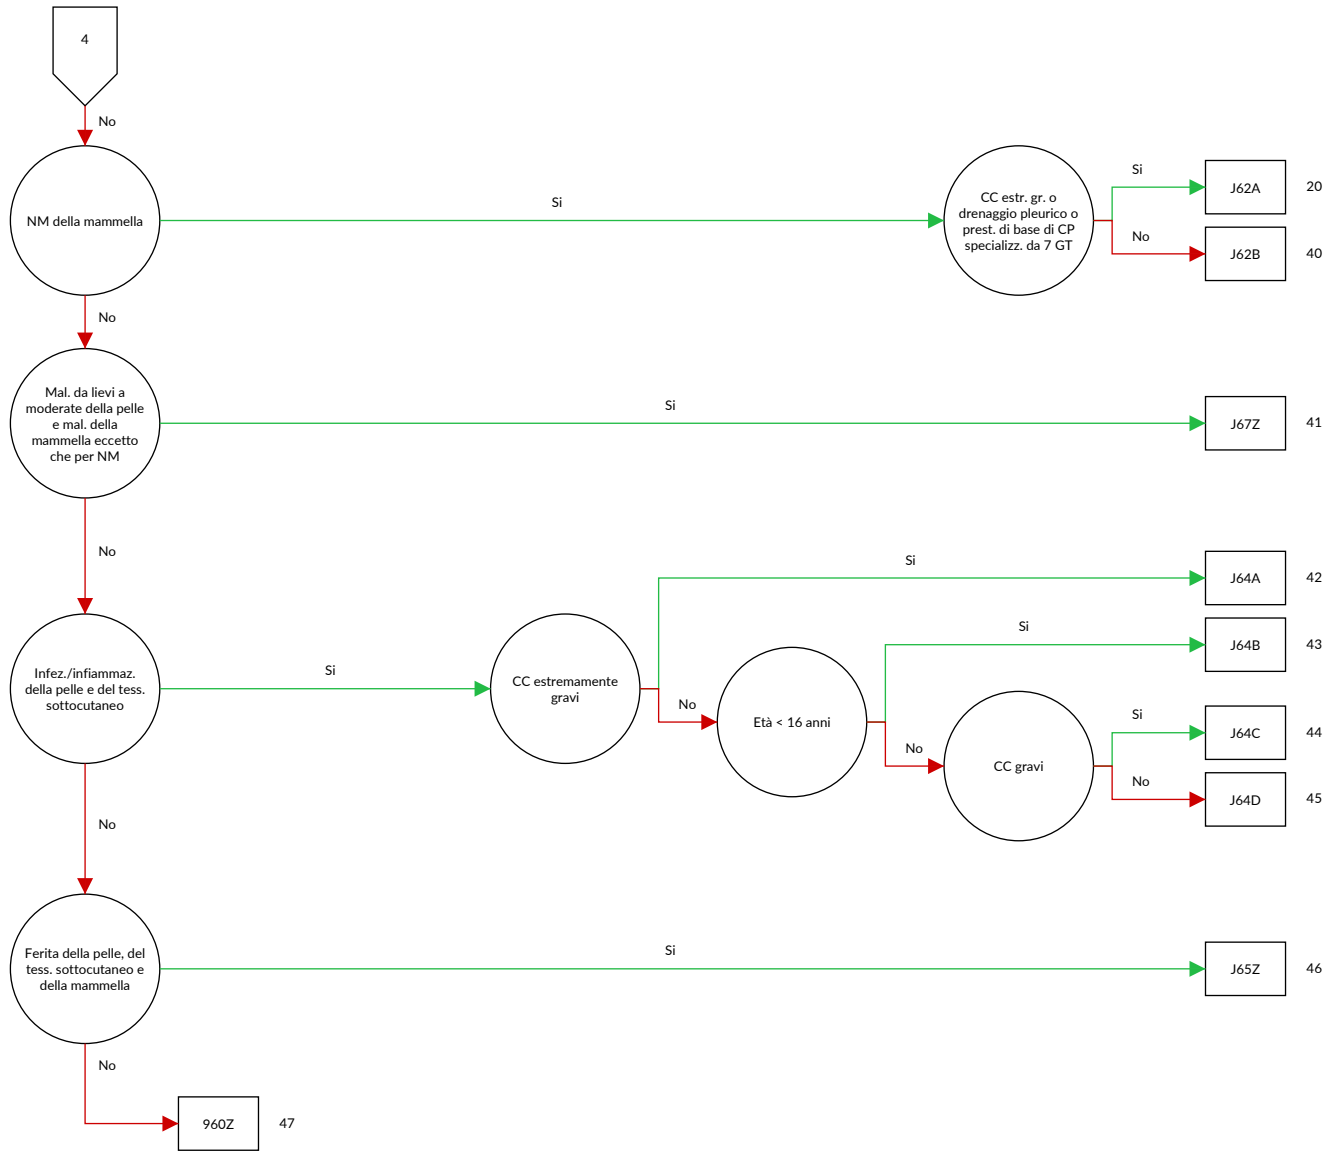 4
No
NM della mammella
Si
CC estr. gr. o
drenaggio pleurico o
prest. di base di CP
specializz. da 7 GT
Si
J62A
20
No
J62B
40
No
Mal. da lievi a
moderate della pelle
e mal. della
mammella eccetto
che per NM
Si
J67Z
41
No
Infez./infiammaz.
della pelle e del tess.
sottocutaneo
Si
CC estremamente
gravi
Si
J64A
42
No
Età < 16 anni
Si
J64B
43
No
CC gravi
Si
J64C
44
No
J64D
45
No
Ferita della pelle, del
tess. sottocutaneo e
della mammella
Si
J65Z
46
No
960Z
47